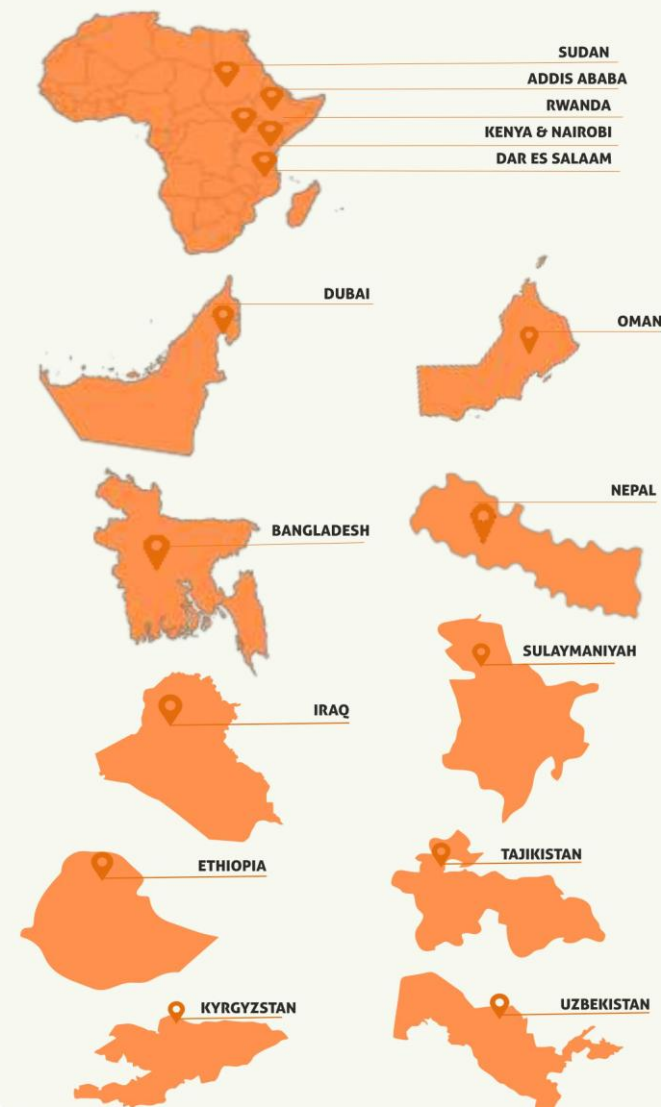 SUDAN
ADDIS ABABA
RWANDA
KENYA & NAIROBI
DAR ES SALAAM
DUBAI
OMAN
BANGLADESH
NEPAL
IRAQ
SULAYMANIYAH
ETHIOPIA
TAJIKISTAN
KYRGYZSTAN
UZBEKISTAN